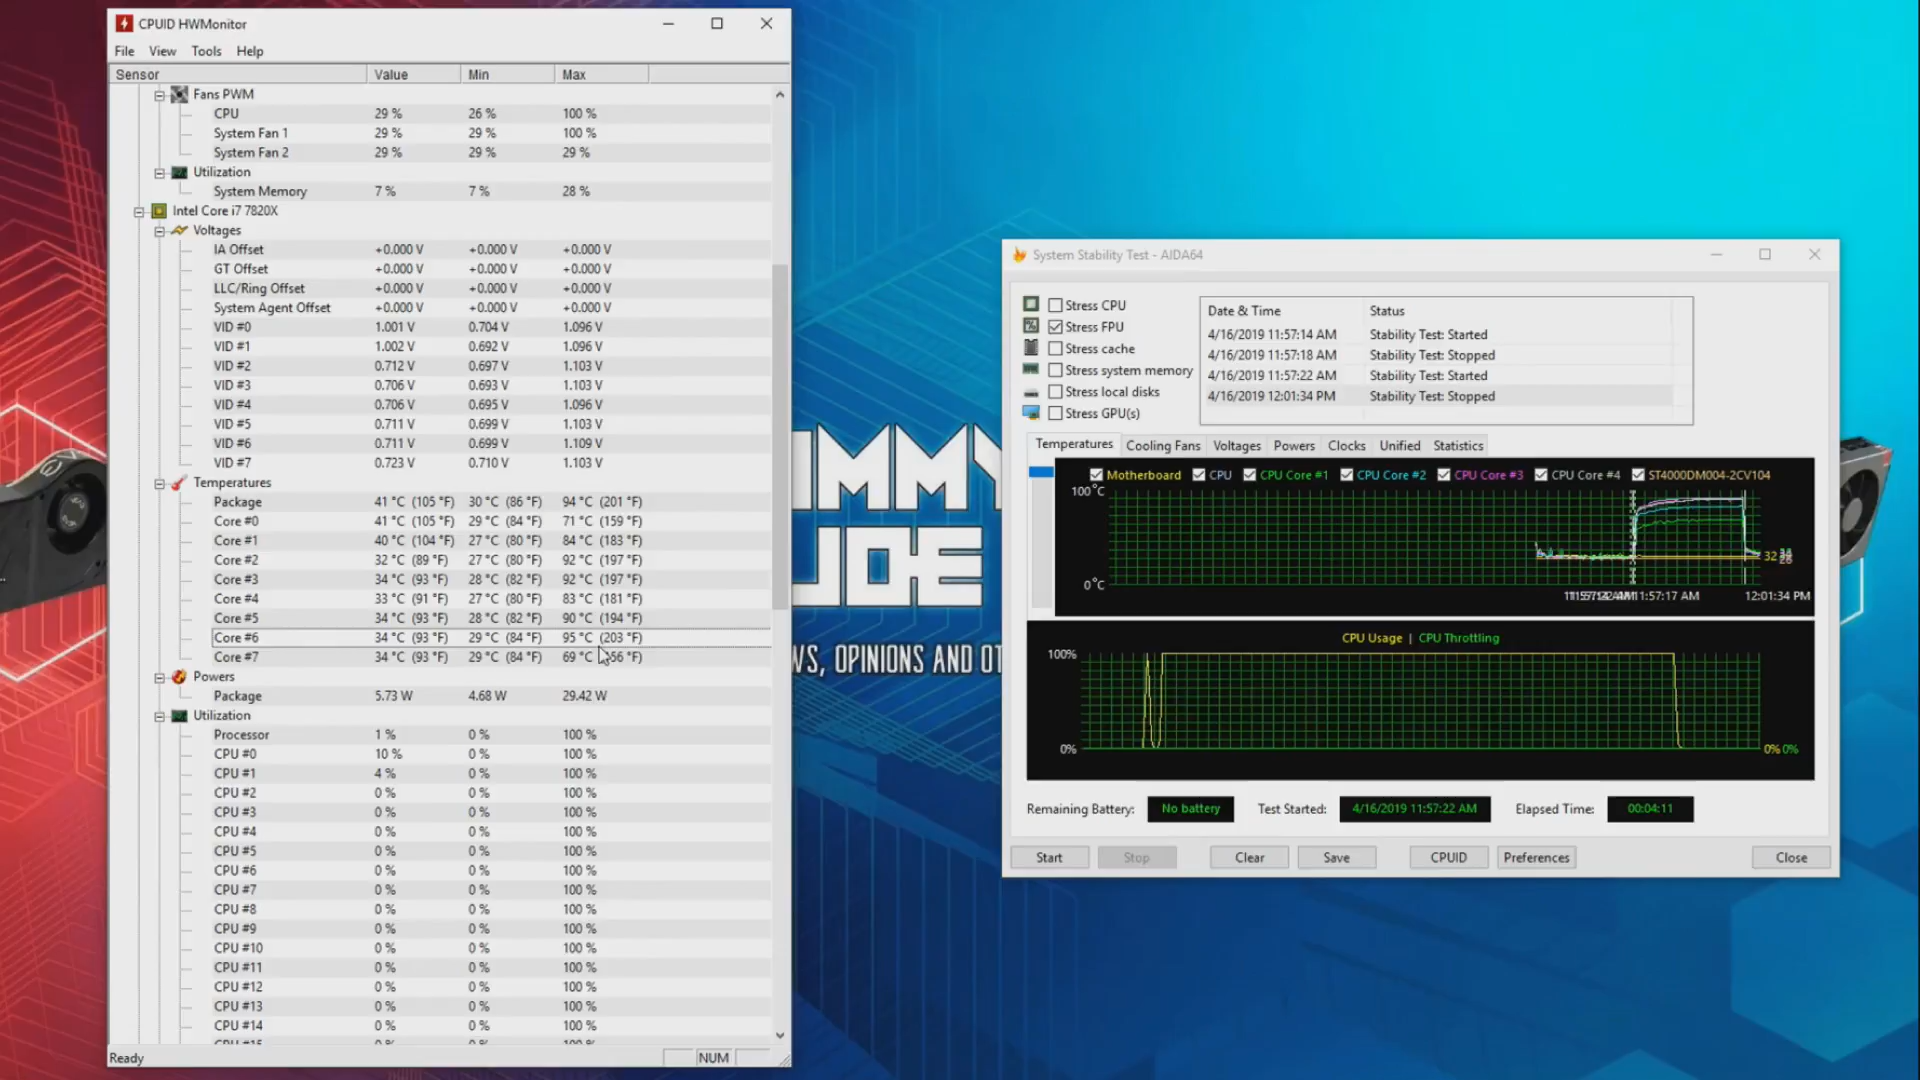 CPUID HWMonitor
File View Tools Help
Sensor Value Min Max
Fans PWM
CPU 29 % 26 % 100 %
System Fan 1 29 % 29 % 100 %
System Fan 2 29 % 29 % 29 %
Utilization
System Memory 7 % 7 % 28 %
Intel Core i7 7820X
Voltages
IA Offset +0.000 V +0.000 V +0.000 V
GT Offset +0.000 V +0.000 V +0.000 V
LLC/Ring Offset +0.000 V +0.000 V +0.000 V
System Agent Offset +0.000 V +0.000 V +0.000 V
VID #0 1.001 V 0.704 V 1.096 V
VID #1 1.002 V 0.692 V 1.096 V
VID #2 0.712 V 0.697 V 1.103 V
VID #3 0.706 V 0.693 V 1.103 V
VID #4 0.706 V 0.695 V 1.096 V
VID #5 0.711 V 0.699 V 1.103 V
VID #6 0.711 V 0.699 V 1.109 V
VID #7 0.723 V 0.710 V 1.103 V
Temperatures
Package 41 °C (105 °F) 30 °C (86 °F) 94 °C (201 °F)
Core #0 41 °C (105 °F) 29 °C (84 °F) 71 °C (159 °F)
Core #1 40 °C (104 °F) 27 °C (80 °F) 84 °C (183 °F)
Core #2 32 °C (89 °F) 27 °C (80 °F) 92 °C (197 °F)
Core #3 34 °C (93 °F) 28 °C (82 °F) 92 °C (197 °F)
Core #4 33 °C (91 °F) 27 °C (80 °F) 83 °C (181 °F)
Core #5 34 °C (93 °F) 28 °C (82 °F) 90 °C (194 °F)
Core #6 34 °C (93 °F) 29 °C (84 °F) 95 °C (203 °F)
Core #7 34 °C (93 °F) 29 °C (84 °F) 69 °C 56 °F)
Powers
Package 5.73 W 4.68 W 29.42 W
Utilization
Processor 1 % 0 % 100 %
CPU #0 10 % 0 % 100 %
CPU #1 4 % 0 % 100 %
CPU #2 0 % 0 % 100 %
CPU #3 0 % 0 % 100 %
CPU #4 0 % 0 % 100 %
CPU #5 0 % 0 % 100 %
CPU #6 0 % 0 % 100 %
CPU #7 0 % 0 % 100 %
CPU #8 0 % 0 % 100 %
CPU #9 0 % 0 % 100 %
CPU #10 0 % 0 % 100 %
CPU #11 0 % 0 % 100 %
CPU #12 0 % 0 % 100 %
CPU #13 0 % 0 % 100 %
CPU #14 0 % 0 % 100 %
Ready NUM
MMY
JOE
WS, OPINIONS AND OT
System Stability Test - AIDA64
Stress CPU
Stress FPU
Stress cache
Stress system memory
Stress local disks
Stress GPU(s)
Date & Time Status
4/16/2019 11:57:14 AM Stability Test: Started
4/16/2019 11:57:18 AM Stability Test: Stopped
4/16/2019 11:57:22 AM Stability Test: Started
4/16/2019 12:01:34 PM Stability Test: Stopped
Temperatures Cooling Fans Voltages Powers Clocks Unified Statistics
Motherboard CPU CPU Core #1 CPU Core #2 CPU Core #3 CPU Core #4 ST4000DM004-2CV104
100°C
32
0°C
11:57:17 AM 12:01:34 PM
CPU Usage | CPU Throttling
100%
0% 0% 0%
Remaining Battery: No battery Test Started: 4/16/2019 11:57:22 AM Elapsed Time: 00:04:11
Start Stop Clear Save CPUID Preferences Close